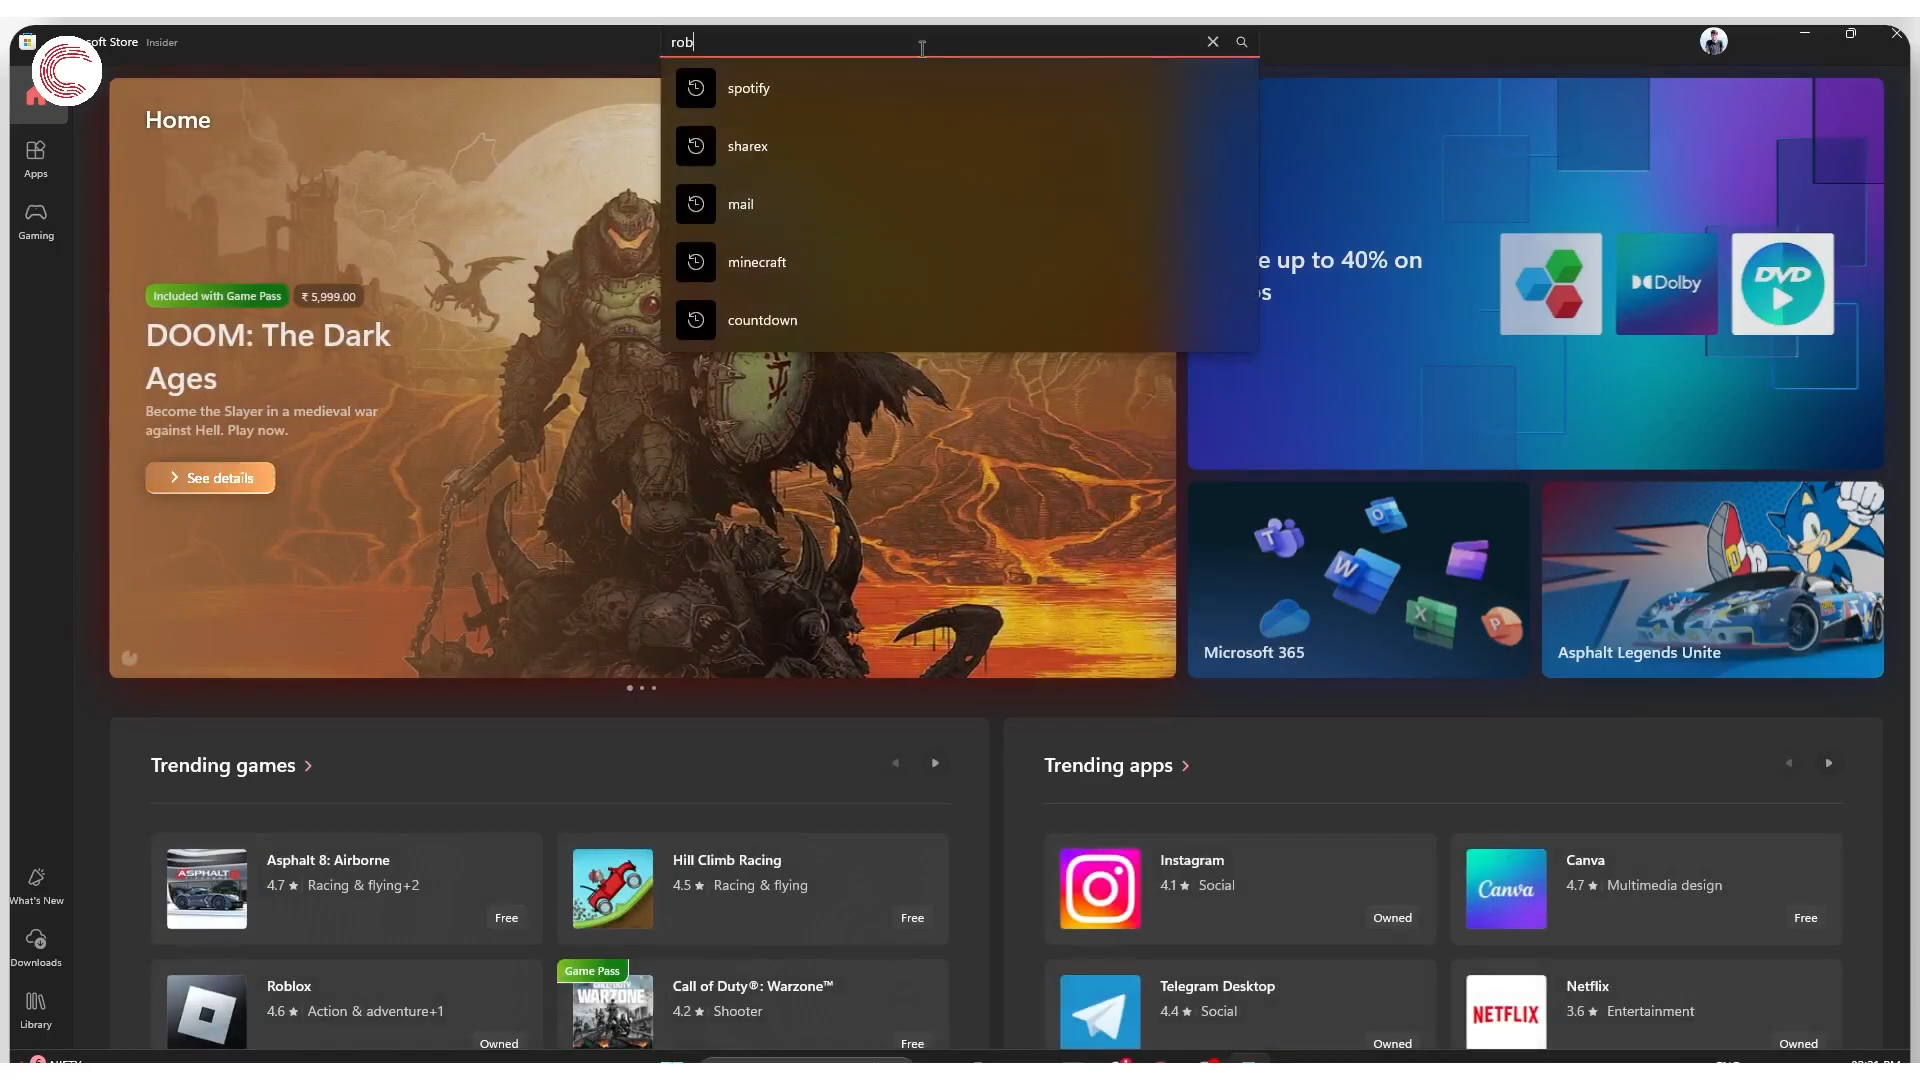 soft Store Insider
rob
spotify
sharex
mail
minecraft
countdown
Home
Apps
Gaming
Included with Game Pass ₹ 5,999.00
DOOM: The Dark
Ages
Become the Slayer in a medieval war
against Hell. Play now.
See details
e up to 40% on
s
Dolby
DVD
Microsoft 365
Asphalt Legends Unite
Trending games
Asphalt 8: Airborne
4.7 ★ Racing & flying+2
Free
Hill Climb Racing
4.5 ★ Racing & flying
Free
Roblox
4.6 ★ Action & adventure+1
Owned
Game Pass
WARZONE
Call of Duty®: Warzone™
4.2 ★ Shooter
Free
Trending apps
Instagram
4.1 ★ Social
Owned
Canva
Canva
4.7 ★ Multimedia design
Free
Telegram Desktop
4.4 ★ Social
Owned
NETFLIX
Netflix
3.6 ★ Entertainment
Owned
What's New
Downloads
Library